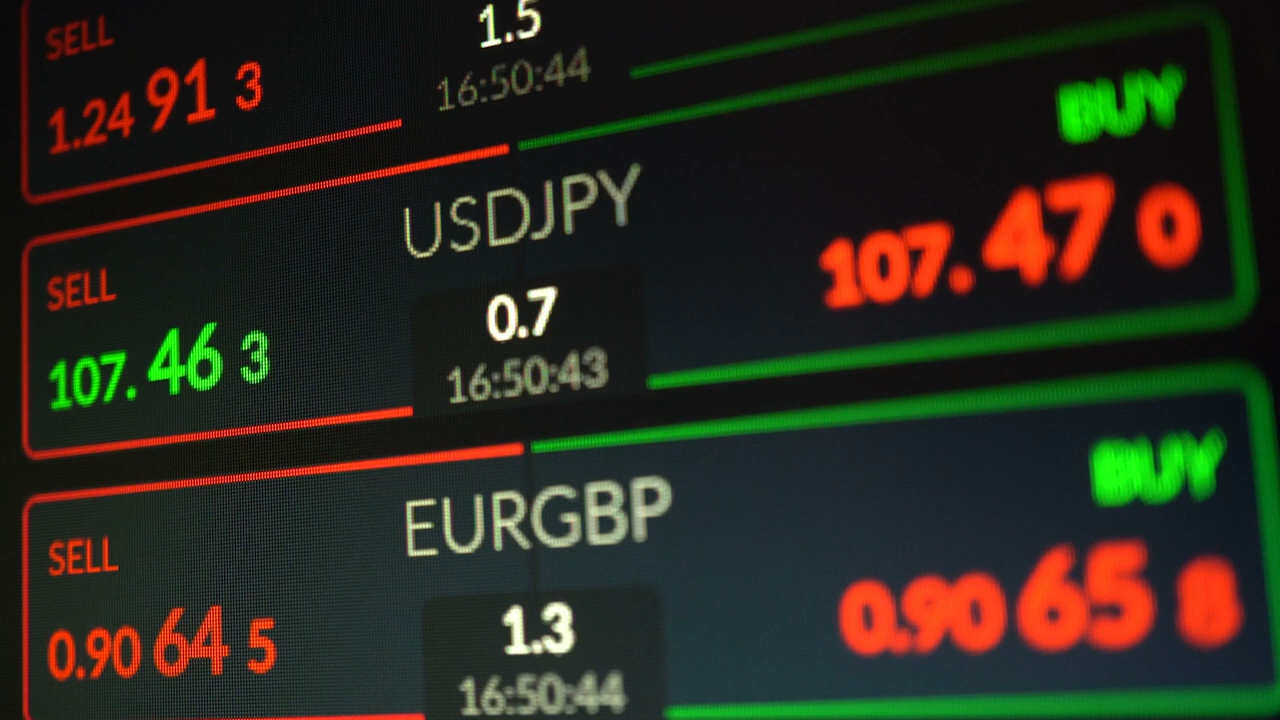 SELL
1.24 91 3
1.5
16:50:44
USDJPY
SELL
107. 46 3
0.7
16:50:43
BUY
107. 47 0
EURGBP
SELL
0.90 64 5
1.3
16:50:44
BUY
0.90 65 8